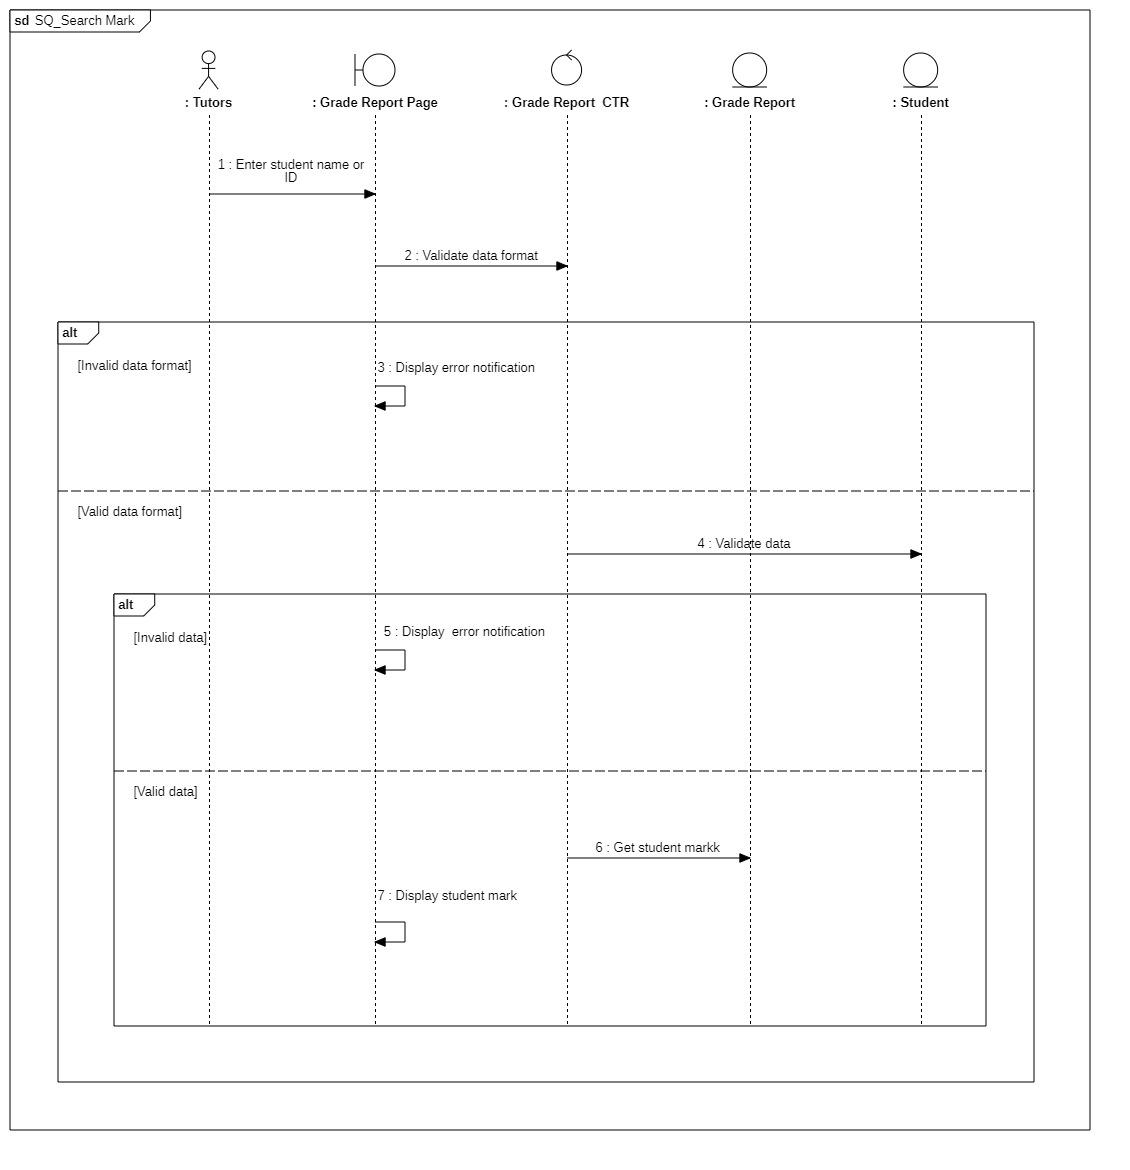 sd SQ_Search Mark
: Tutors
: Grade Report Page
: Grade Report  CTR
: Grade Report
: Student
1 : Enter student name or
ID
2 : Validate data format
alt
[Invalid data format]
3 : Display error notification
[Valid data format]
4 : Validate data
alt
5 : Display  error notification
[Invalid data]
[Valid data]
6 : Get student markk
7 : Display student mark